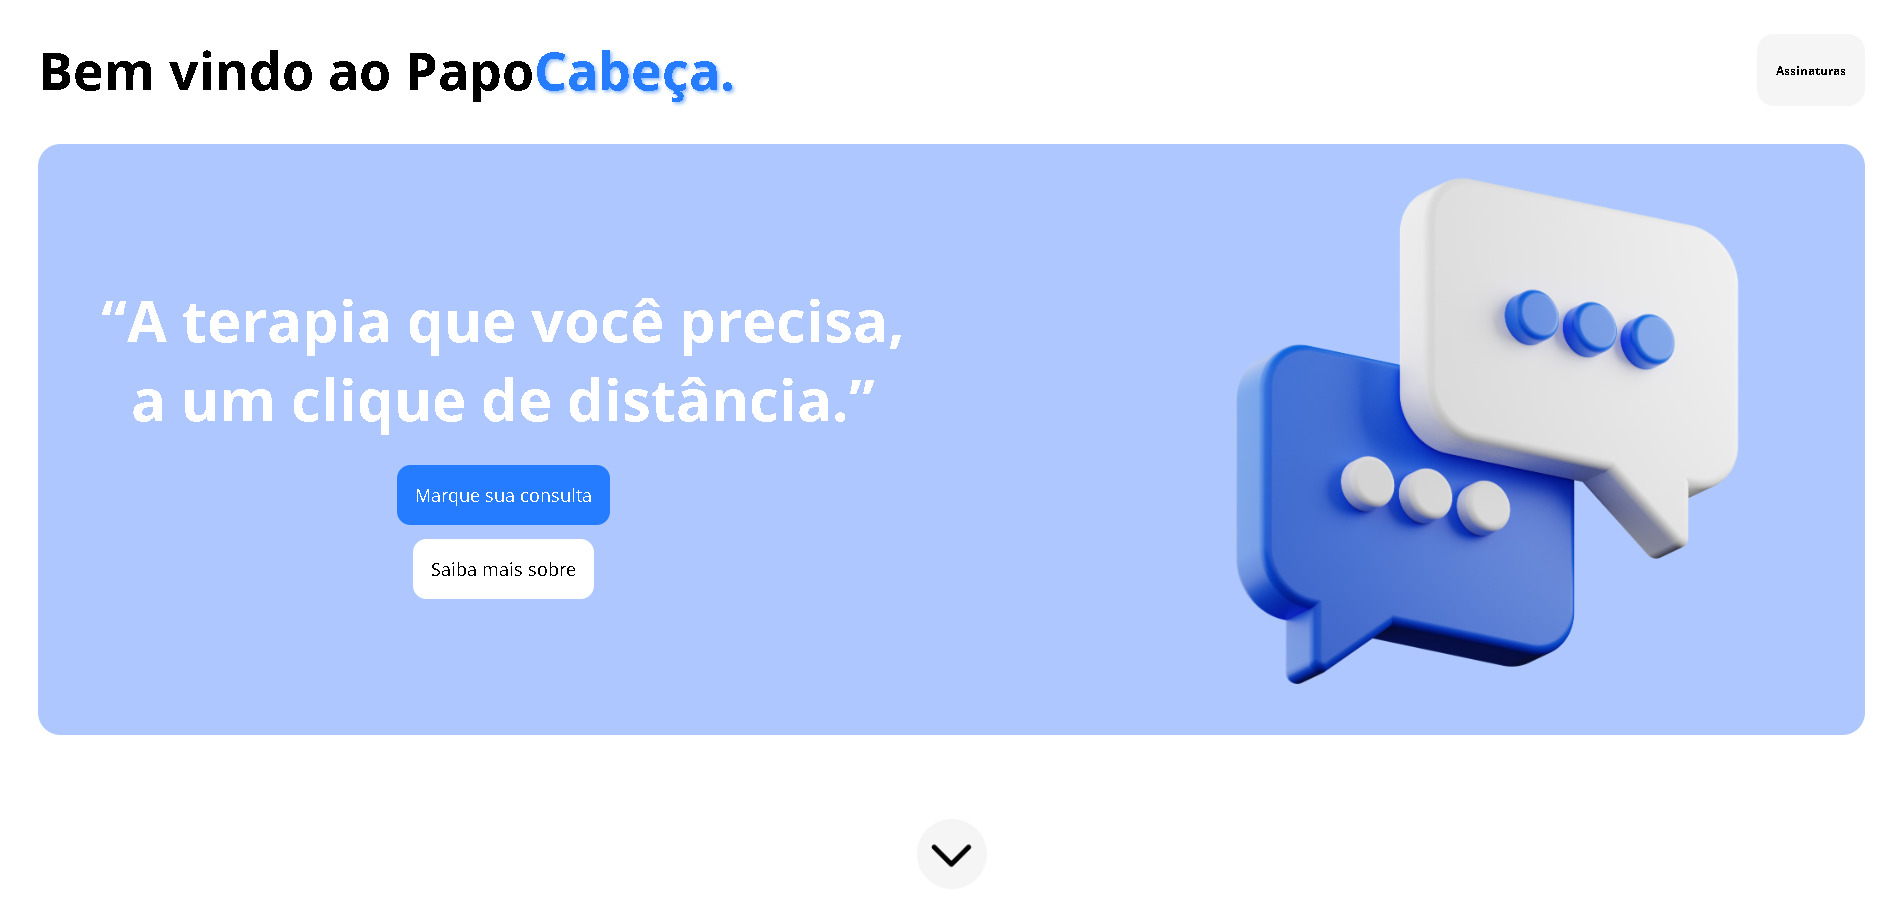 Bem vindo ao PapoCabeça.
Assinaturas
“A terapia que você precisa,
a um clique de distância.”
Marque sua consulta
Saiba mais sobre